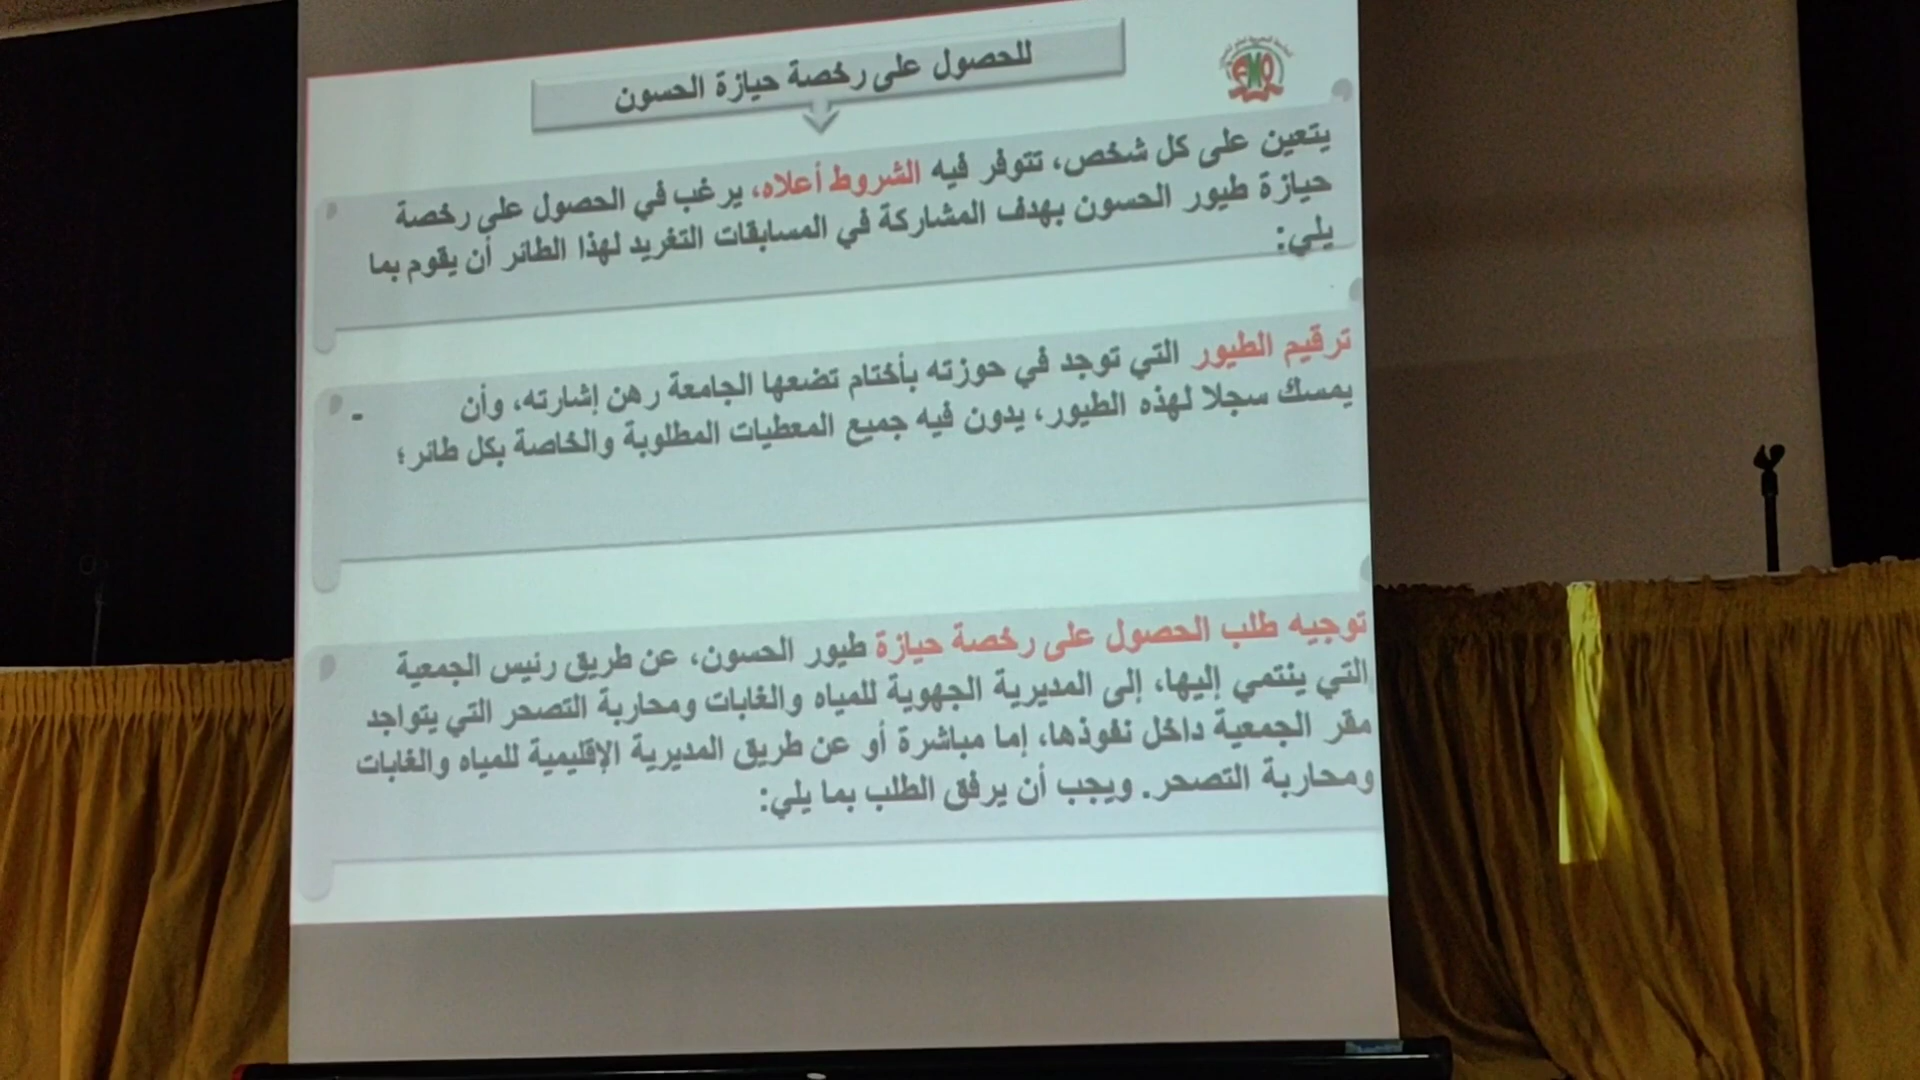 للحصول على رخصة حيازة الحسون
يتعين على كل شخص، تتوفر فيه الشروط أعلاه، يرغب في الحصول على رخصة
حيازة طيور الحسون بهدف المشاركة في المسابقات التغريد لهذا الطائر أن يقوم بما
يلي:
ترقيم الطيور التي توجد في حوزته بأختام تضعها الجامعة رهن إشارته، وأن -
يمسك سجلا لهذه الطيور، يدون فيه جميع المعطيات المطلوبة والخاصة بكل طائر؛
توجيه طلب الحصول على رخصة حيازة طيور الحسون، عن طريق رئيس الجمعية
التي ينتمي إليها، إلى المديرية الجهوية للمياه والغابات ومحاربة التصحر التي يتواجد
مقر الجمعية داخل نفوذها، إما مباشرة أو عن طريق المديرية الإقليمية للمياه والغابات
ومحاربة التصحر. ويجب أن يرفق الطلب بما يلي: